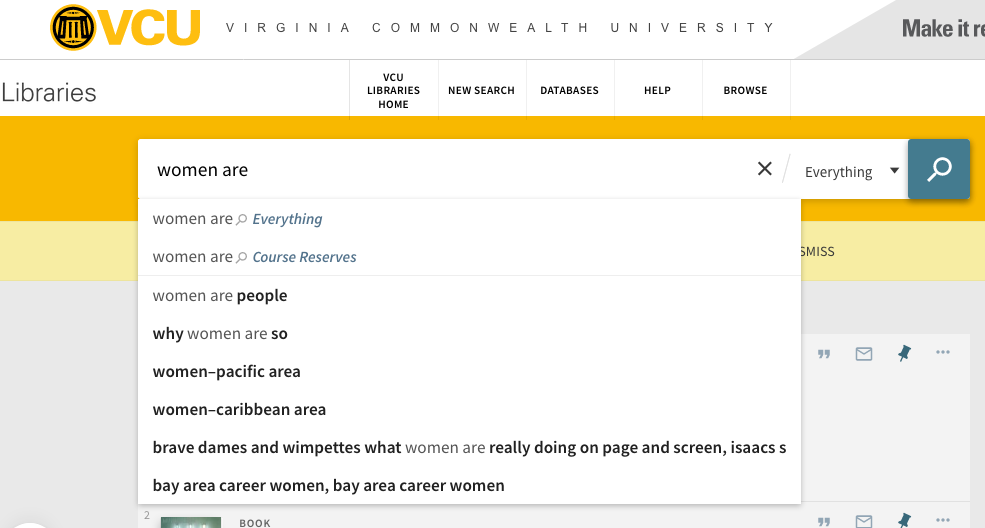 VCU
VIRGINIA COMMONWEALTH UNIVERSITY
Make it re
Libraries
VCU
LIBRARIES
HOME
NEW SEARCH
DATABASES
HELP
BROWSE
women are
Everything
women are Everything
women are Course Reserves
SMISS
women are people
why women are so
women–pacific area
women–caribbean area
brave dames and wimpettes what women are really doing on page and screen, isaacs s
bay area career women, bay area career women
2
BOOK